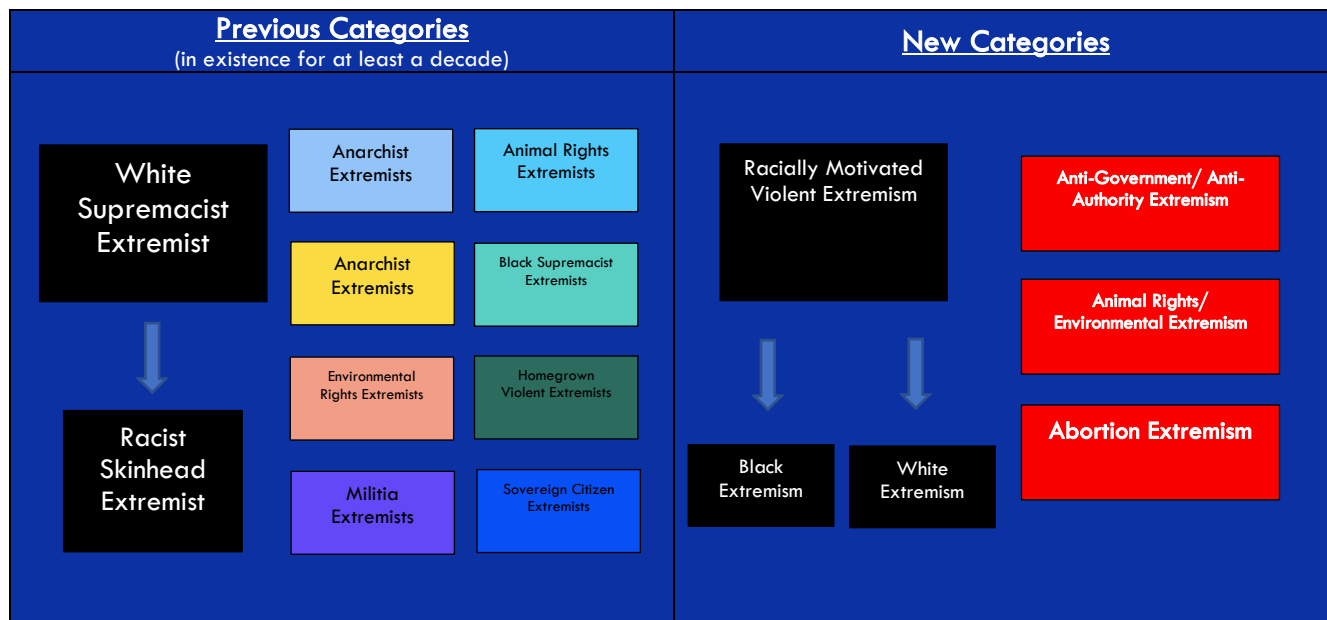 Previous Categories
(in existence for at least a decade)
New Categories
White
Supremacist
Extremist
Racist
Skinhead
Extremist
Anarchist
Extremists
Animal Rights
Extremists
Anarchist
Extremists
Black Supremacist
Extremists
Environmental
Rights Extremists
Homegrown
Violent Extremists
Militia
Extremists
Sovereign Citizen
Extremists
Racially Motivated
Violent Extremism
Black
Extremism
White
Extremism
Anti-Government/ Anti-
Authority Extremism
Animal Rights/
Environmental Extremism
Abortion Extremism